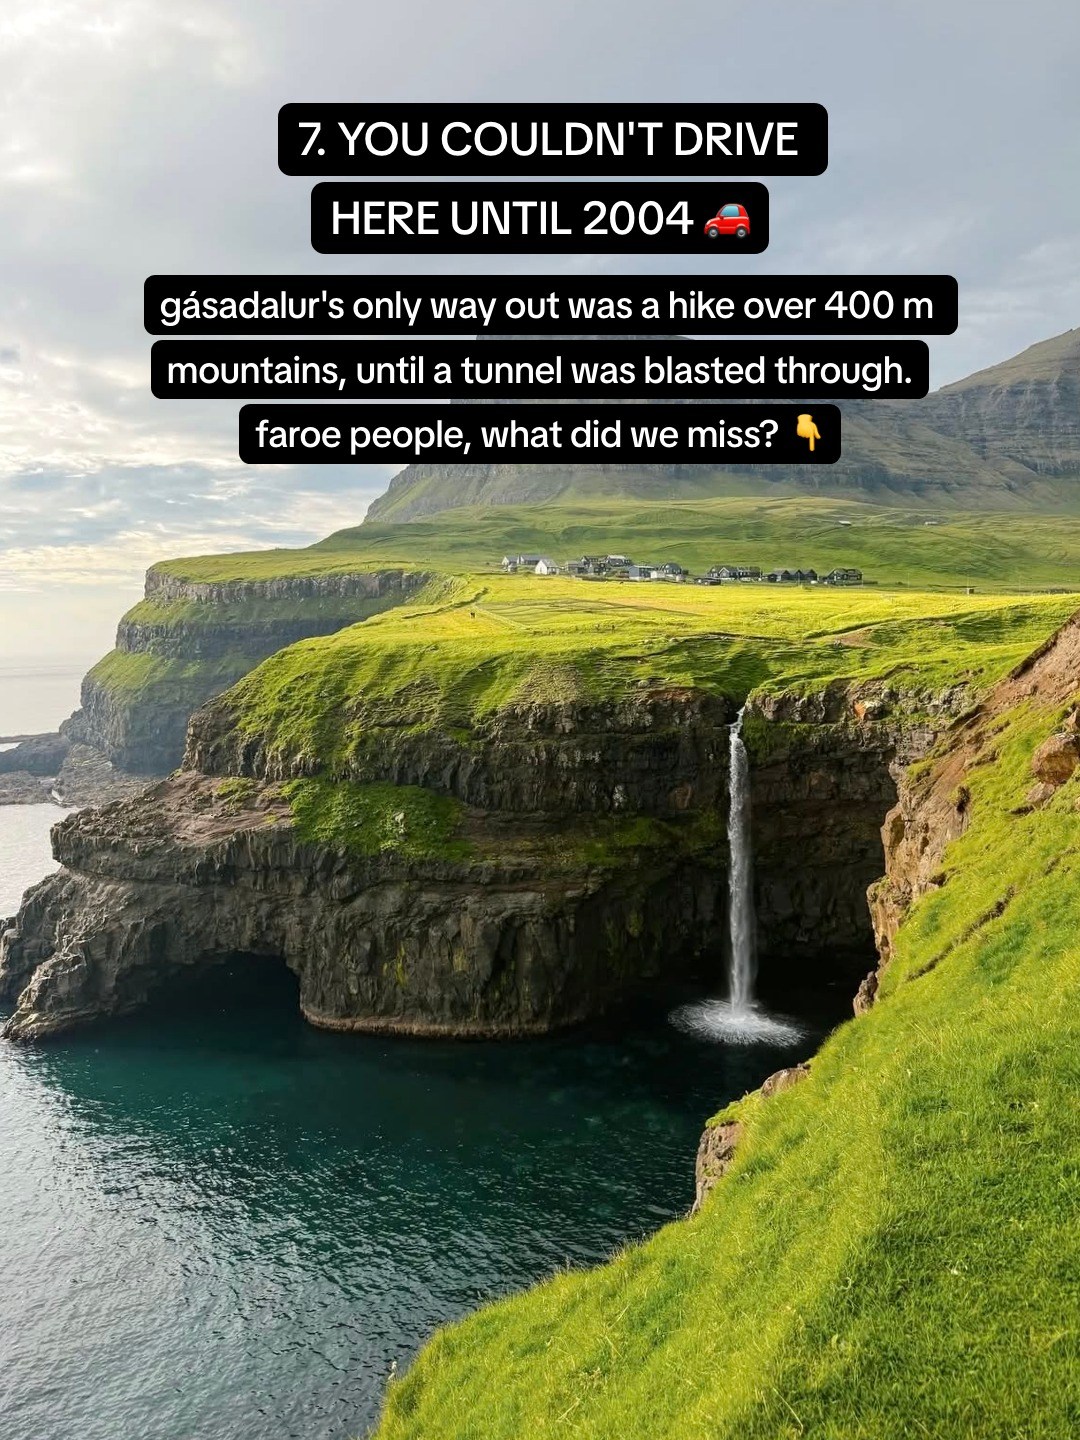 7. YOU COULDN'T DRIVE
HERE UNTIL 2004 🚗
gásadalur's only way out was a hike over 400 m
mountains, until a tunnel was blasted through.
faroe people, what did we miss? 👇